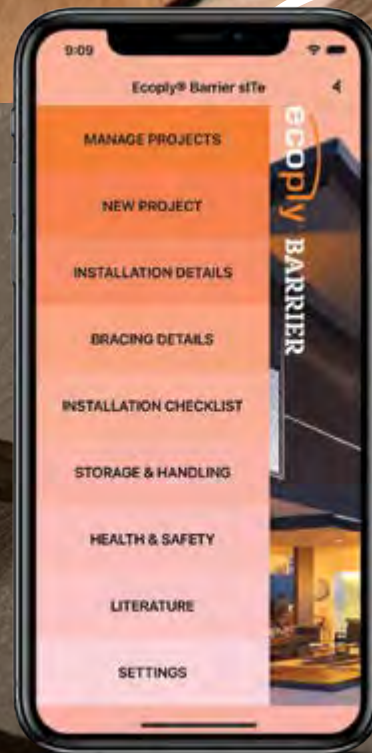 9:09
Ecoply® Barrier sITe
MANAGE PROJECTS
NEW PROJECT
INSTALLATION DETAILS
BRACING DETAILS
INSTALLATION CHECKLIST
STORAGE & HANDLING
HEALTH & SAFETY
LITERATURE
SETTINGS
ecoply BARRIER